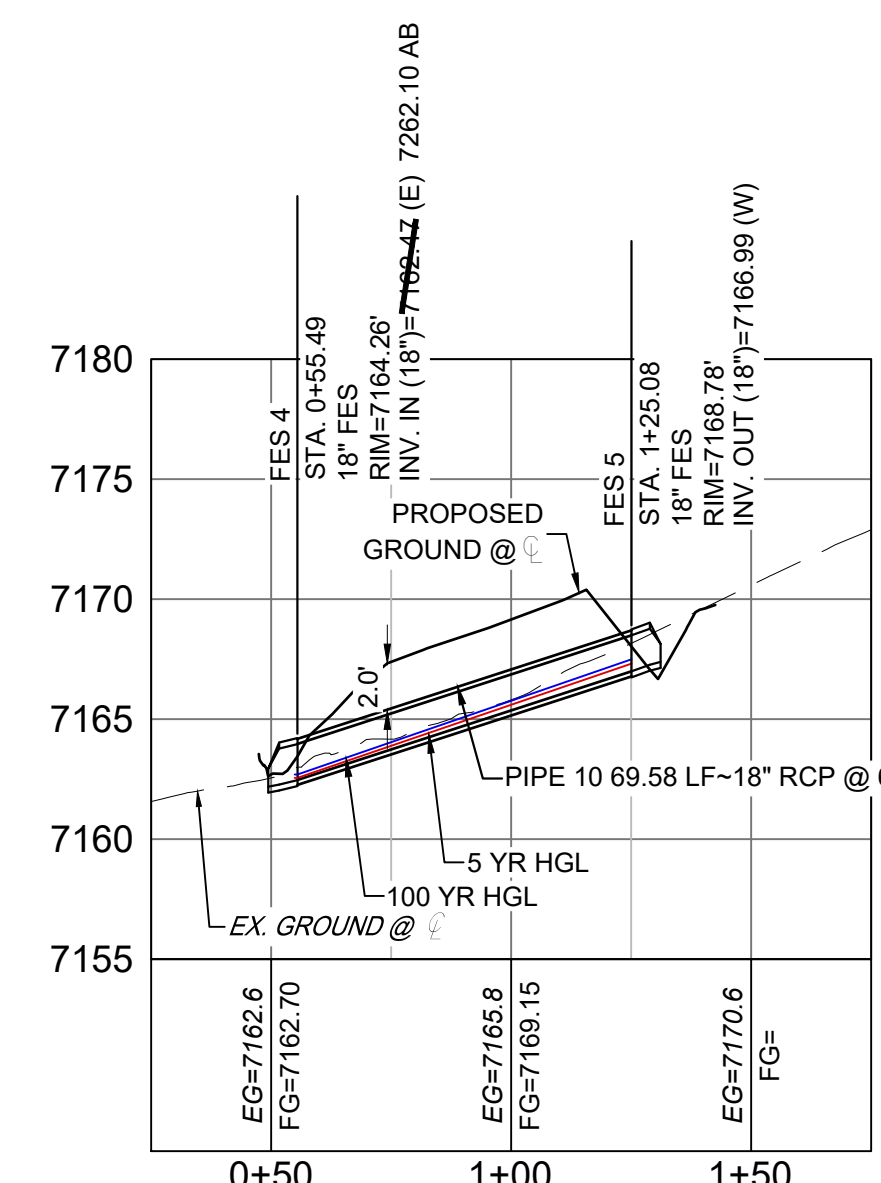 FES 4
STA. 0+55.49
18" FES
RIM=7164.26'
INV. IN (18")=7162.47 (E) 7262.10 AB
FES 5
STA. 1+25.08
18" FES
RIM=7168.78'
INV. OUT (18")=7166.99 (W)
7180
7175
7170
7165
7160
7155
PROPOSED
GROUND @ ℄
2.0'
PIPE 10 69.58 LF~18" RCP @
5 YR HGL
100 YR HGL
EX. GROUND @ ℄
EG=7162.6
FG=7162.70
EG=7165.8
FG=7169.15
EG=7170.6
FG=
0+50
1+00
1+50